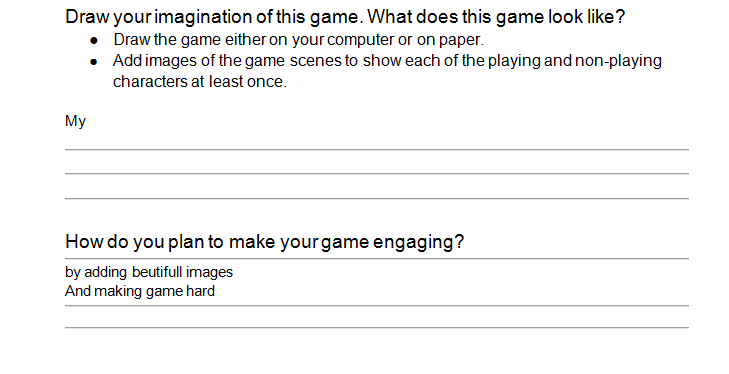 Draw your imagination of this game. What does this game look like?
● Draw the game either on your computer or on paper.
● Add images of the game scenes to show each of the playing and non-playing
characters at least once.
My
How do you plan to make your game engaging?
by adding beutifull images
And making game hard